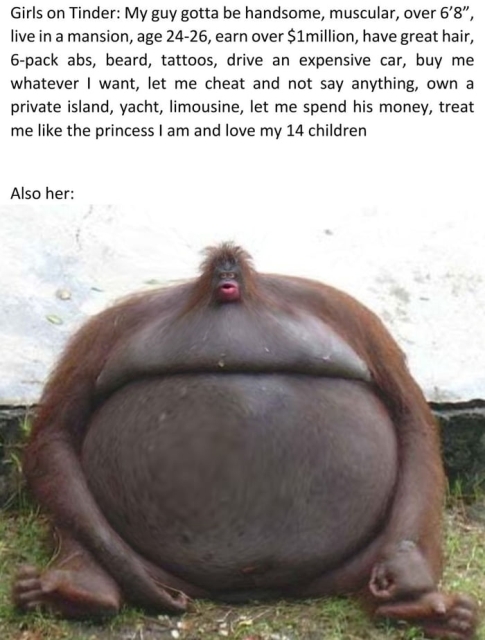 Girls on Tinder: My guy gotta be handsome, muscular, over 6’8”,
live in a mansion, age 24-26, earn over $1million, have great hair,
6-pack abs, beard, tattoos, drive an expensive car, buy me
whatever I want, let me cheat and not say anything, own a
private island, yacht, limousine, let me spend his money, treat
me like the princess I am and love my 14 children
Also her: